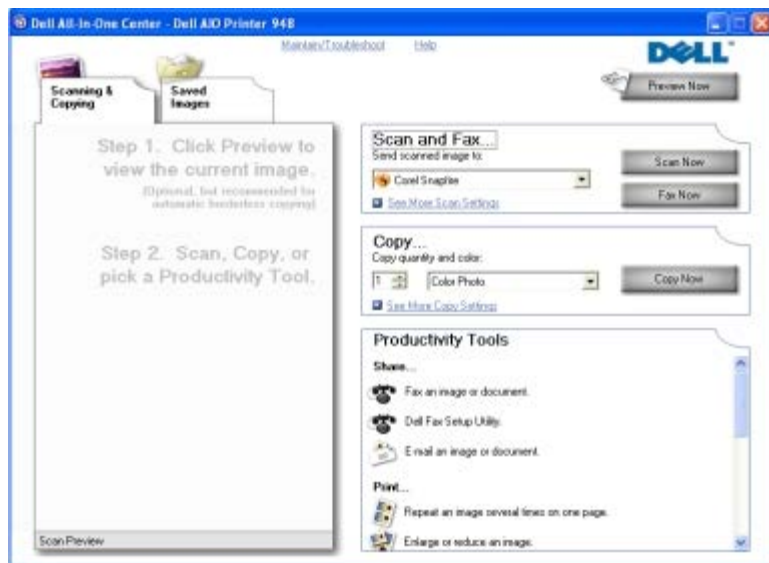 Dell All-In-One Center - Dell AIO Printer 948
Maintain/Troubleshoot Help
DELL
Scanning &
Copying
Saved
Images
Preview Now
Step 1. Click Preview to
view the current image.
(Optional, but recommended for
automatic borderless copying)
Step 2. Scan, Copy, or
pick a Productivity Tool.
Scan Preview
Scan and Fax...
Send scanned image to:
Corel Snapfire
See More Scan Settings
Scan Now
Fax Now
Copy...
Copy quantity and color:
1 Color Photo
See More Copy Settings
Copy Now
Productivity Tools
Share...
Fax an image or document.
Dell Fax Setup Utility.
E-mail an image or document.
Print...
Repeat an image several times on one page.
Enlarge or reduce an image.